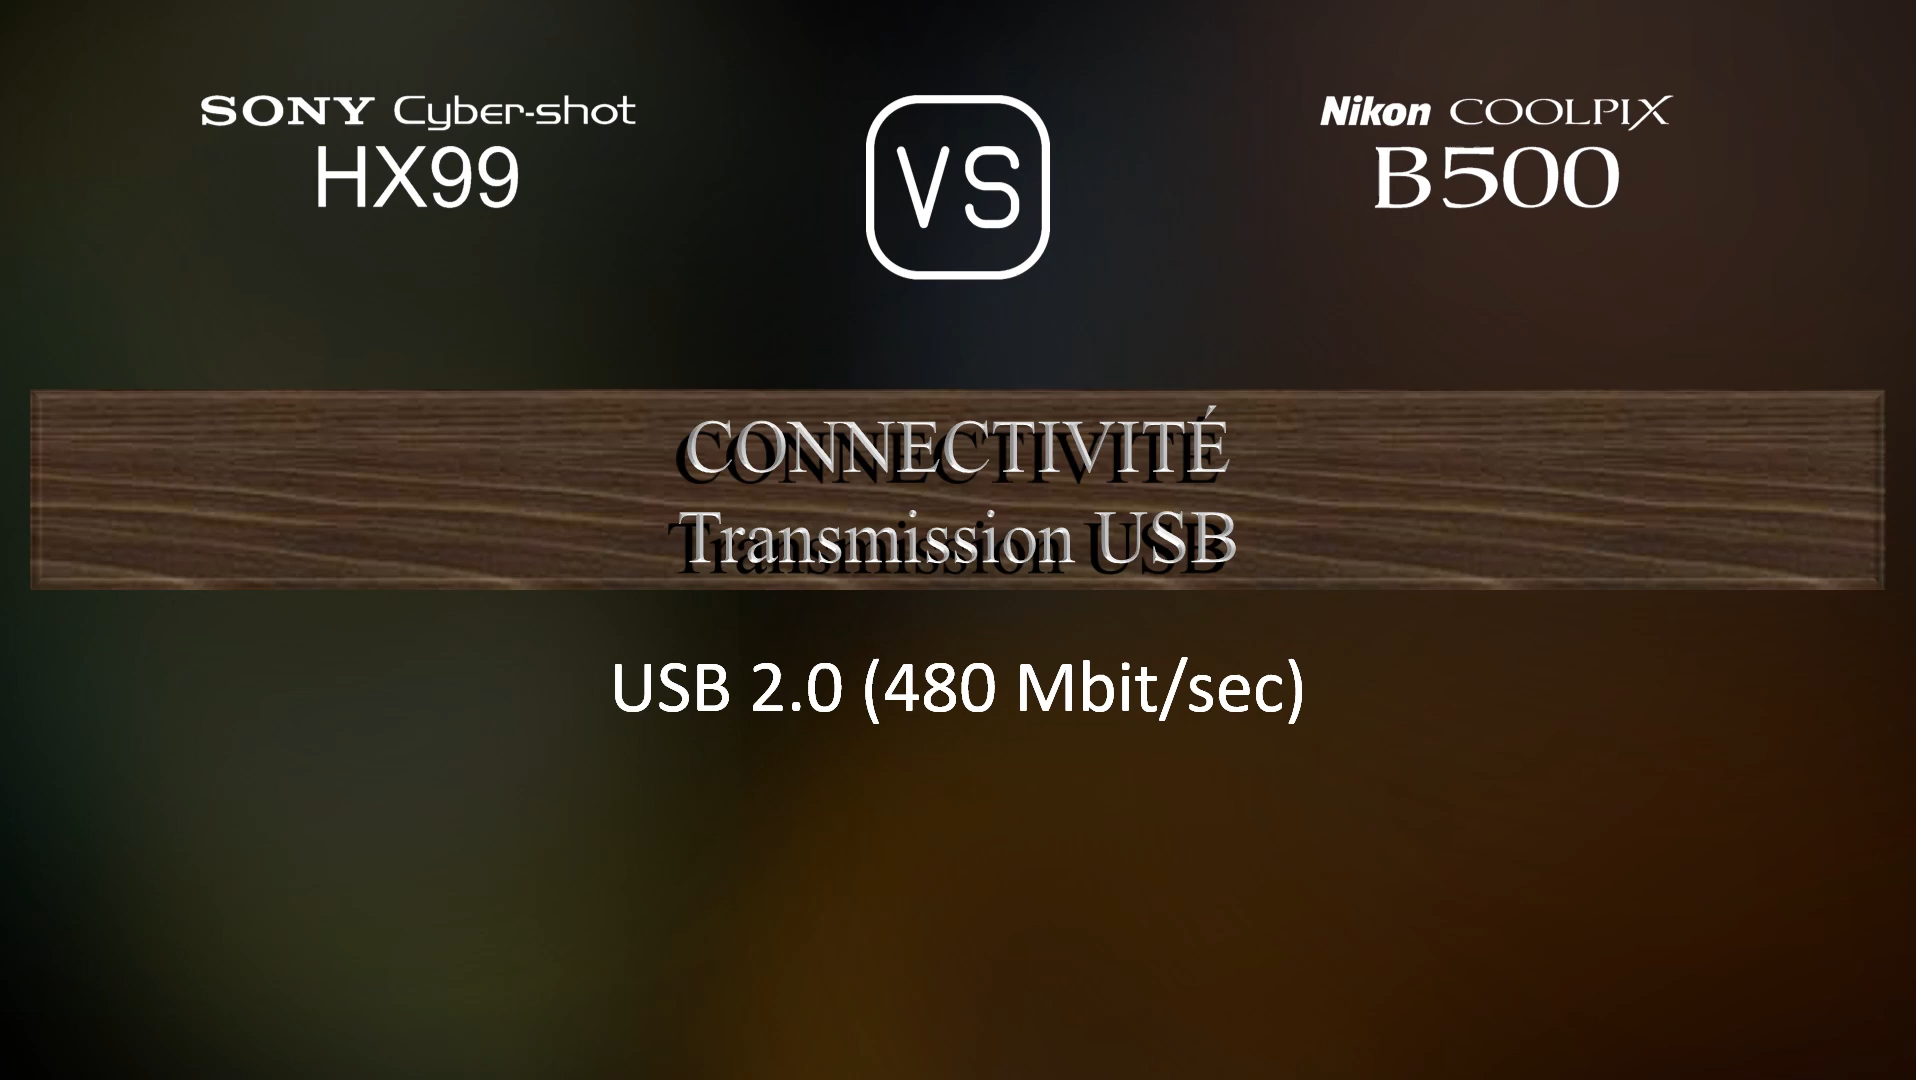 SONY Cyber-shot
HX99
VS
Nikon COOLPIX
B500
CONNECTIVITÉ
Transmission USB
USB 2.0 (480 Mbit/sec)